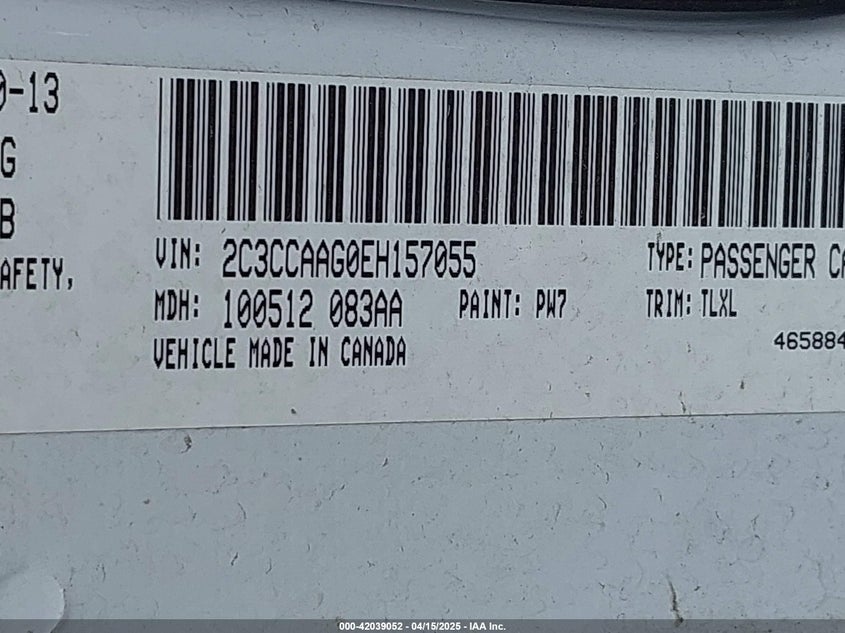 0-13
G
B
AFETY,
VIN: 2C3CCAAG0EH157055
TYPE: PASSENGER CA
MDH: 100512 083AA
PAINT: PW7
TRIM: TLXL
VEHICLE MADE IN CANADA
465884
000-42039052 - 04/15/2025 - IAA Inc.